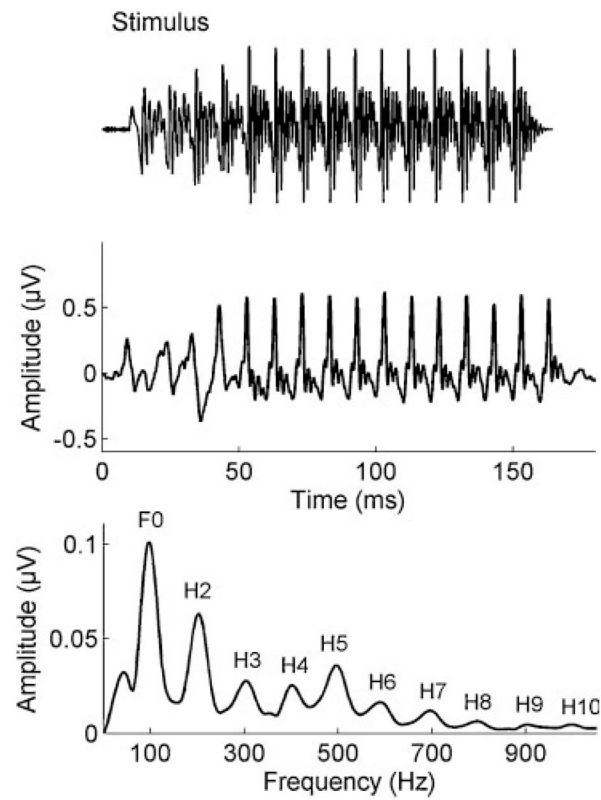 Stimulus
Amplitude (µV)
0.5
0
-0.5
0 50 100 150
Time (ms)
Amplitude (µV)
0.1
0.05
0
F0 H2 H3 H4 H5 H6 H7 H8 H9 H10
100 300 500 700 900
Frequency (Hz)